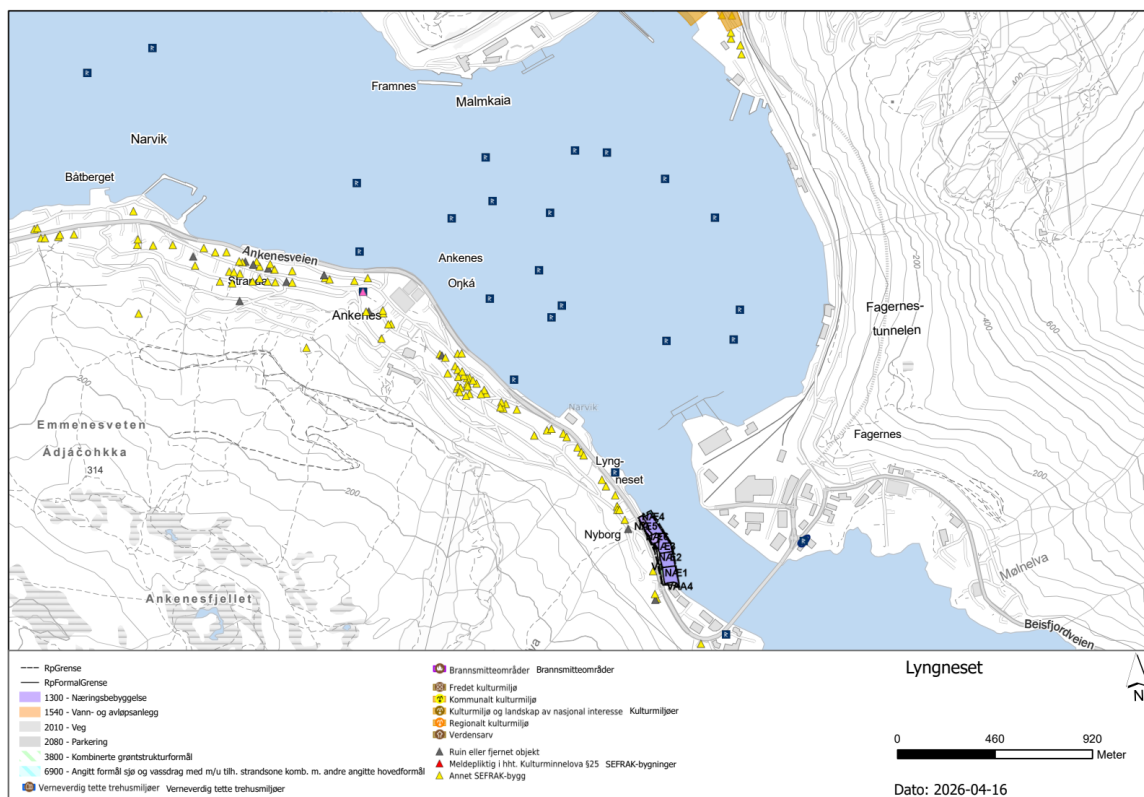 Framnes
Malmkaia
Narvik
Båtberget
Ankenesveien
Ankenes
Oŋká
Fagernes-
tunnelen
Ankenes
Narvik
Fagernes
Emmenesveten
Ádjáčohkka
314
Lyng-
neset
Nyborg
NÆ4
NÆ5
NÆ2
NÆ1
VAA4
Mølnelva
Ankenesfjellet
Beisfjordveien
200
200
200
200
400
400
400
600
RpGrense
RpFormalGrense
1300 - Næringsbebyggelse
1540 - Vann- og avløpsanlegg
2010 - Veg
2080 - Parkering
3800 - Kombinerte grøntstrukturformål
6900 - Angitt formål sjø og vassdrag med m/u tilh. strandsone komb. m. andre angitte hovedformål
Verneverdig tette trehusmiljøer Verneverdig tette trehusmiljøer
Brannsmitteområder Brannsmitteområder
Fredet kulturmiljø
Kommunalt kulturmiljø
Kulturmiljø og landskap av nasjonal interesse Kulturmiljøer
Regionalt kulturmiljø
Verdensarv
Ruin eller fjernet objekt
Meldepliktig i hht. Kulturminnelova §25 SEFRAK-bygninger
Annet SEFRAK-bygg
Lyngneset
N
0 460 920
Meter
Dato: 2026-04-16